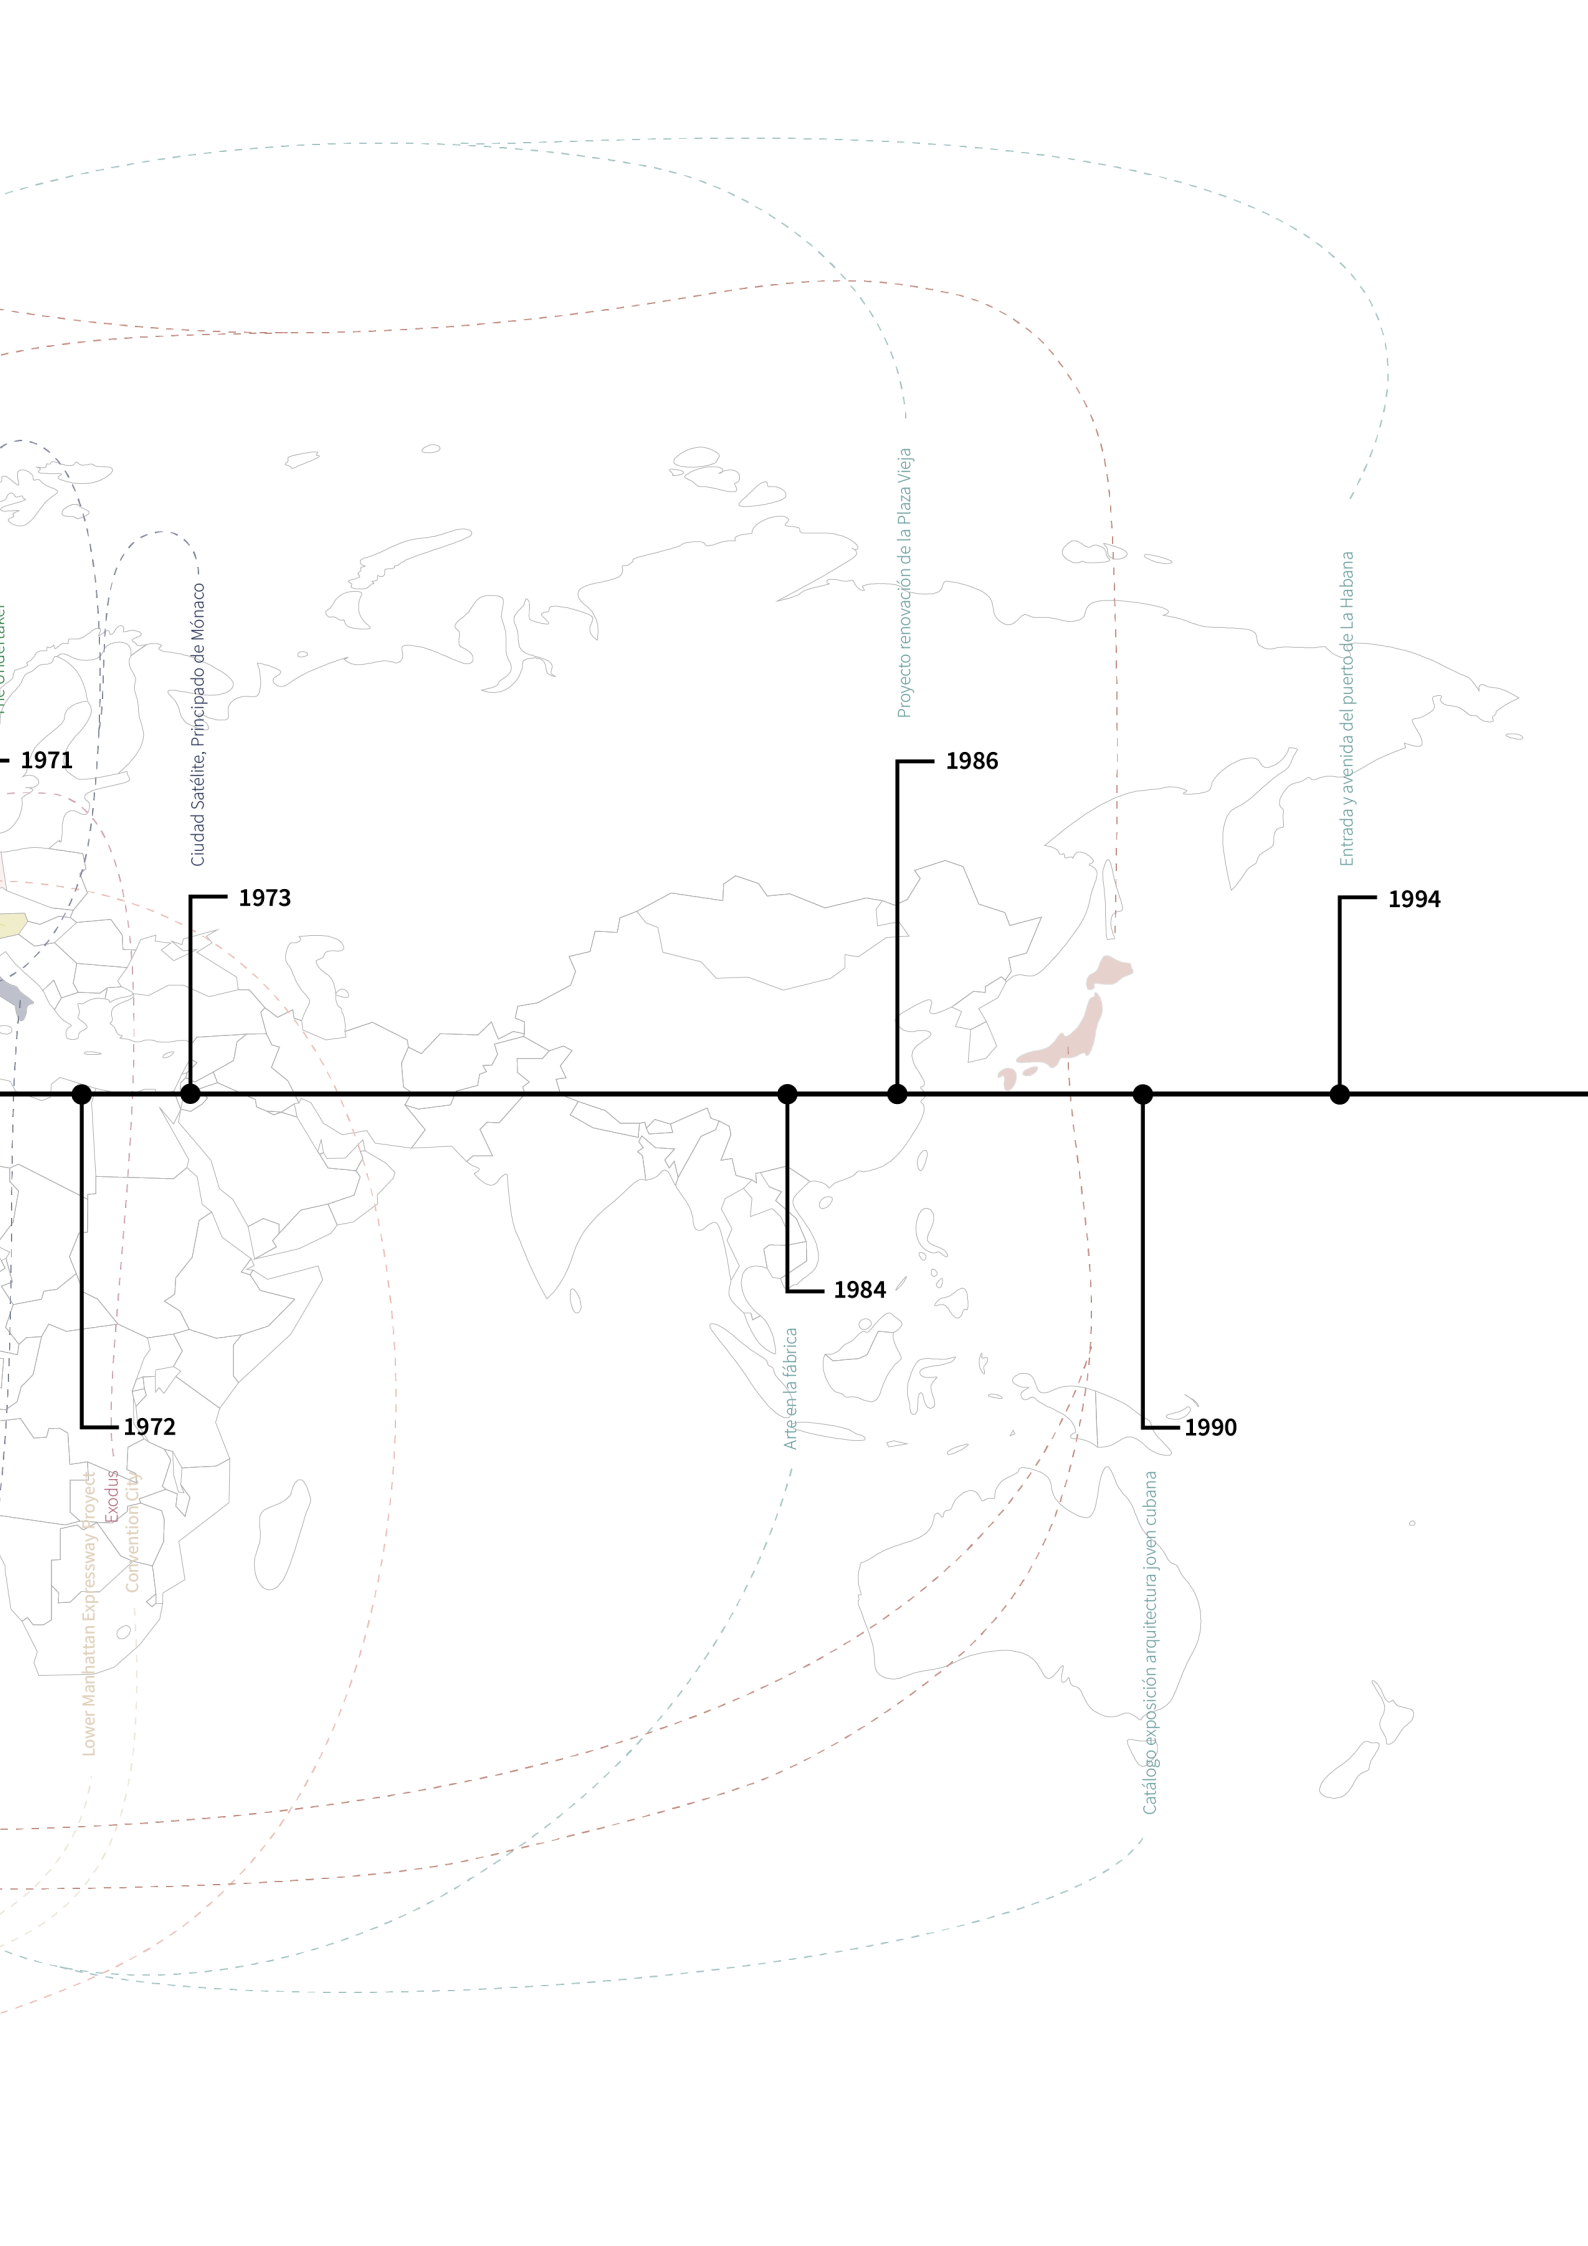 The Undertaker
1971
Ciudad Satélite, Principado de Mónaco
1973
Proyecto renovación de la Plaza Vieja
1986
Entrada y avenida del puerto de La Habana
1994
1984
Arte en la fábrica
1972
Lower Manhattan Expressway Proyect
Exodus
Convention City
1990
Catálogo exposición arquitectura joven cubana